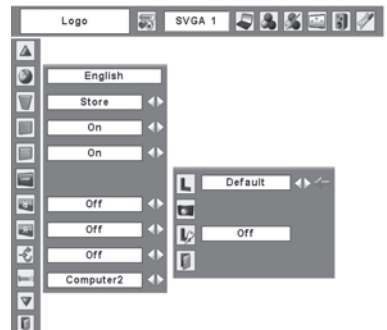 Logo
SVGA 1
English
Store
On
On
Off
Off
Off
Computer2
Default
Off